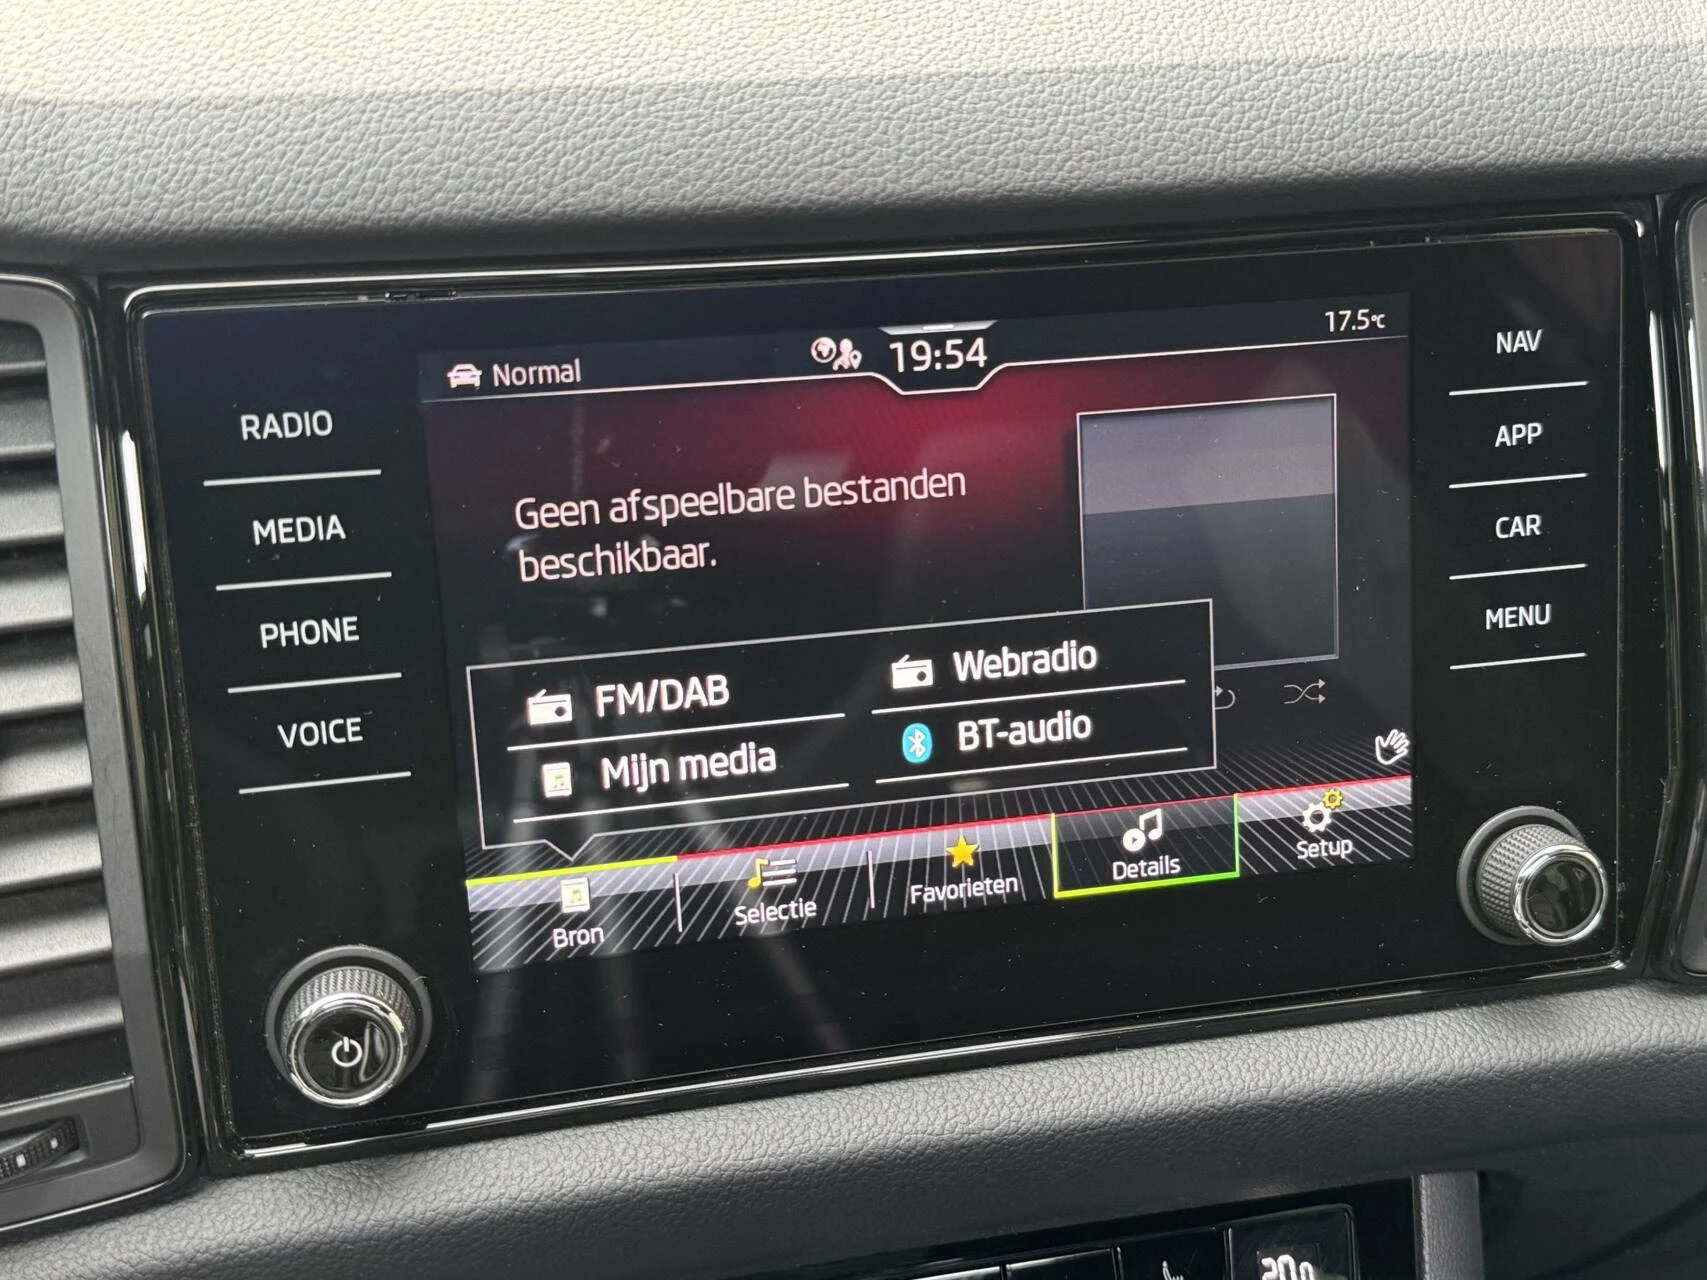 Normal
19:54
17.5°C
RADIO
MEDIA
PHONE
VOICE
NAV
APP
CAR
MENU
Geen afspeelbare bestanden
beschikbaar.
FM/DAB
Webradio
Mijn media
BT-audio
Bron
Selectie
Favorieten
Details
Setup